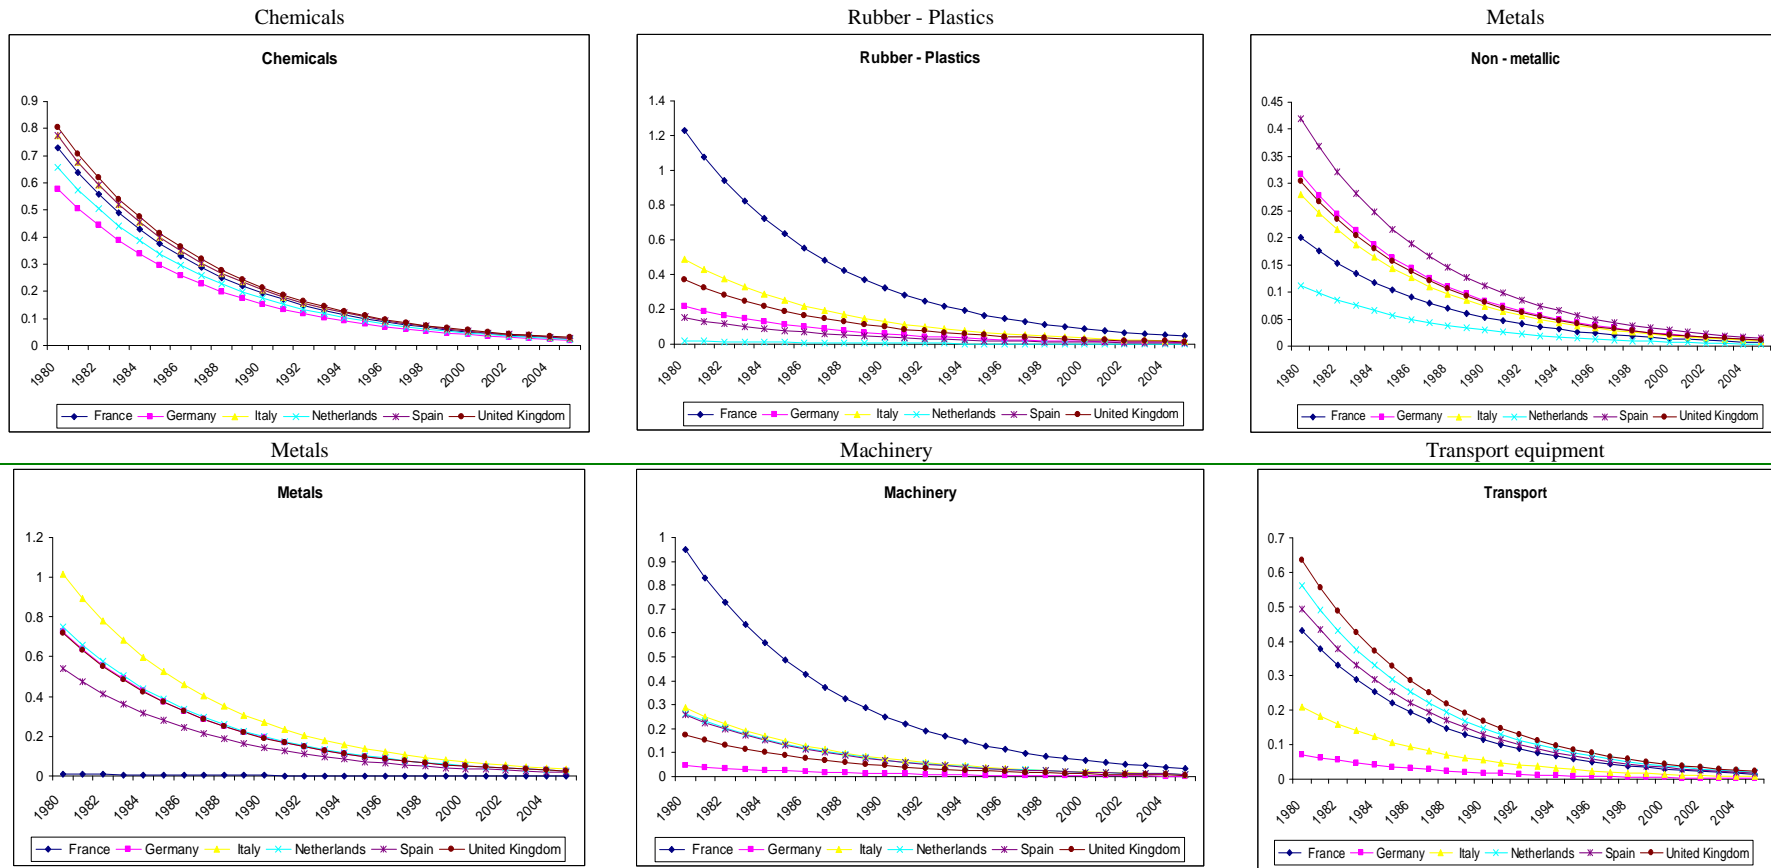 Chemicals Rubber - Plastics Metals
Chemicals
0.9
0.8
0.7
0.6
0.5
0.4
0.3
0.2
0.1
0
1980 1982 1984 1986 1988 1990 1992 1994 1996 1998 2000 2002 2004
France Germany Italy Netherlands Spain United Kingdom
Rubber - Plastics
1.4
1.2
1
0.8
0.6
0.4
0.2
0
1980 1982 1984 1986 1988 1990 1992 1994 1996 1998 2000 2002 2004
France Germany Italy Netherlands Spain United Kingdom
Non - metallic
0.45
0.4
0.35
0.3
0.25
0.2
0.15
0.1
0.05
0
1980 1982 1984 1986 1988 1990 1992 1994 1996 1998 2000 2002 2004
France Germany Italy Netherlands Spain United Kingdom
Metals Machinery Transport equipment
Metals
1.2
1
0.8
0.6
0.4
0.2
0
1980 1982 1984 1986 1988 1990 1992 1994 1996 1998 2000 2002 2004
France Germany Italy Netherlands Spain United Kingdom
Machinery
1
0.9
0.8
0.7
0.6
0.5
0.4
0.3
0.2
0.1
0
1980 1982 1984 1986 1988 1990 1992 1994 1996 1998 2000 2002 2004
France Germany Italy Netherlands Spain United Kingdom
Transport
0.7
0.6
0.5
0.4
0.3
0.2
0.1
0
1980 1982 1984 1986 1988 1990 1992 1994 1996 1998 2000 2002 2004
France Germany Italy Netherlands Spain United Kingdom